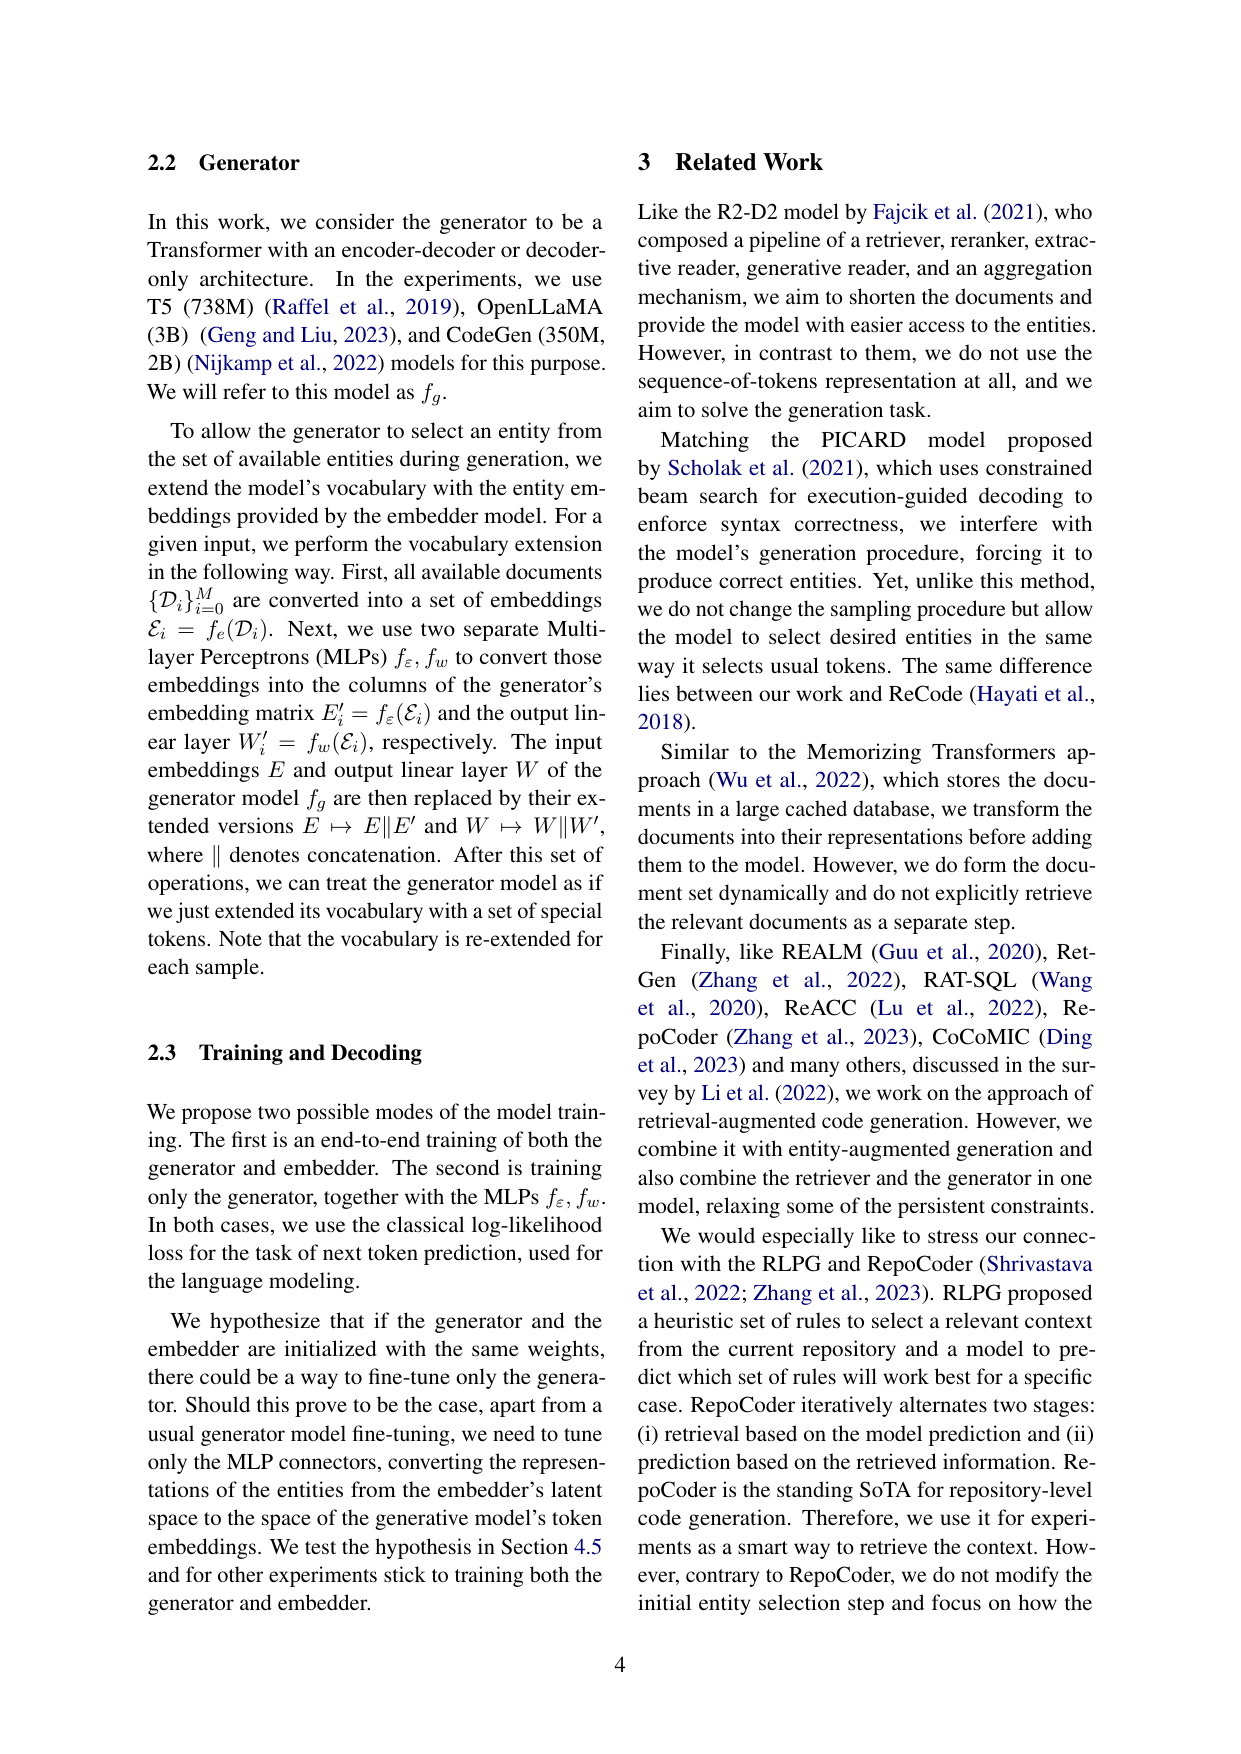 2.2 Generator
In this work, we consider the generator to be a
Transformer with an encoder-decoder or decoder-
only architecture. In the experiments, we use
T5 (738M) (Raffel et al., 2019), OpenLLaMA
(3B) (Geng and Liu, 2023), and CodeGen (350M,
2B) (Nijkamp et al., 2022) models for this purpose.
We will refer to this model as f_g.
To allow the generator to select an entity from
the set of available entities during generation, we
extend the model's vocabulary with the entity em-
beddings provided by the embedder model. For a
given input, we perform the vocabulary extension
in the following way. First, all available documents
{𝒟_i}_{i=0}^M are converted into a set of embeddings
ℰ_i = f_e(𝒟_i). Next, we use two separate Multi-
layer Perceptrons (MLPs) f_ε, f_w to convert those
embeddings into the columns of the generator's
embedding matrix E′_i = f_ε(ℰ_i) and the output lin-
ear layer W′_i = f_w(ℰ_i), respectively. The input
embeddings E and output linear layer W of the
generator model f_g are then replaced by their ex-
tended versions E ↦ E∥E′ and W ↦ W∥W′,
where ∥ denotes concatenation. After this set of
operations, we can treat the generator model as if
we just extended its vocabulary with a set of special
tokens. Note that the vocabulary is re-extended for
each sample.
2.3 Training and Decoding
We propose two possible modes of the model train-
ing. The first is an end-to-end training of both the
generator and embedder. The second is training
only the generator, together with the MLPs f_ε, f_w.
In both cases, we use the classical log-likelihood
loss for the task of next token prediction, used for
the language modeling.
We hypothesize that if the generator and the
embedder are initialized with the same weights,
there could be a way to fine-tune only the genera-
tor. Should this prove to be the case, apart from a
usual generator model fine-tuning, we need to tune
only the MLP connectors, converting the represen-
tations of the entities from the embedder's latent
space to the space of the generative model's token
embeddings. We test the hypothesis in Section 4.5
and for other experiments stick to training both the
generator and embedder.
3 Related Work
Like the R2-D2 model by Fajcik et al. (2021), who
composed a pipeline of a retriever, reranker, extrac-
tive reader, generative reader, and an aggregation
mechanism, we aim to shorten the documents and
provide the model with easier access to the entities.
However, in contrast to them, we do not use the
sequence-of-tokens representation at all, and we
aim to solve the generation task.
Matching the PICARD model proposed
by Scholak et al. (2021), which uses constrained
beam search for execution-guided decoding to
enforce syntax correctness, we interfere with
the model's generation procedure, forcing it to
produce correct entities. Yet, unlike this method,
we do not change the sampling procedure but allow
the model to select desired entities in the same
way it selects usual tokens. The same difference
lies between our work and ReCode (Hayati et al.,
2018).
Similar to the Memorizing Transformers ap-
proach (Wu et al., 2022), which stores the docu-
ments in a large cached database, we transform the
documents into their representations before adding
them to the model. However, we do form the docu-
ment set dynamically and do not explicitly retrieve
the relevant documents as a separate step.
Finally, like REALM (Guu et al., 2020), Ret-
Gen (Zhang et al., 2022), RAT-SQL (Wang
et al., 2020), ReACC (Lu et al., 2022), Re-
poCoder (Zhang et al., 2023), CoCoMIC (Ding
et al., 2023) and many others, discussed in the sur-
vey by Li et al. (2022), we work on the approach of
retrieval-augmented code generation. However, we
combine it with entity-augmented generation and
also combine the retriever and the generator in one
model, relaxing some of the persistent constraints.
We would especially like to stress our connec-
tion with the RLPG and RepoCoder (Shrivastava
et al., 2022; Zhang et al., 2023). RLPG proposed
a heuristic set of rules to select a relevant context
from the current repository and a model to pre-
dict which set of rules will work best for a specific
case. RepoCoder iteratively alternates two stages:
(i) retrieval based on the model prediction and (ii)
prediction based on the retrieved information. Re-
poCoder is the standing SoTA for repository-level
code generation. Therefore, we use it for experi-
ments as a smart way to retrieve the context. How-
ever, contrary to RepoCoder, we do not modify the
initial entity selection step and focus on how the
4